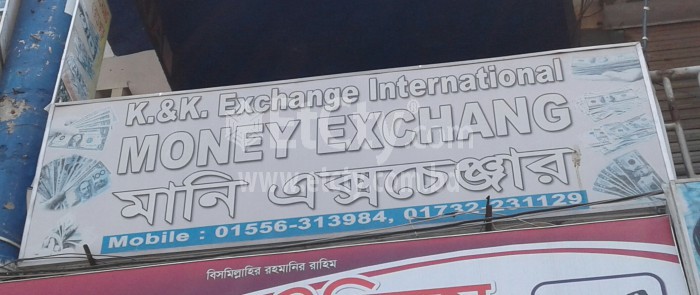 K.&K. Exchange International
MONEY EXCHANG
মানি এক্সচেঞ্জার
Mobile : 01556-313984, 01732-231129
বিসমিল্লাহির রহমানির রাহিম